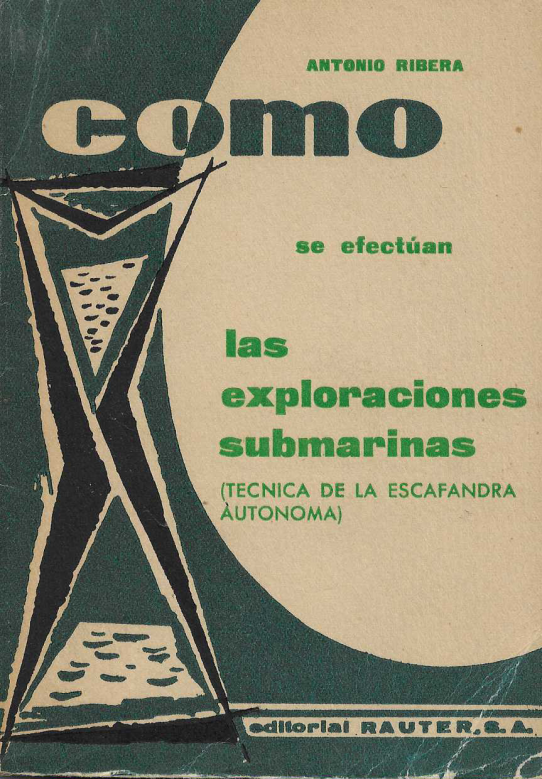 ANTONIO RIBERA
como
se efectúan
las
exploraciones
submarinas
(TECNICA DE LA ESCAFANDRA
AUTONOMA)
editorial RAUTER, S. A.